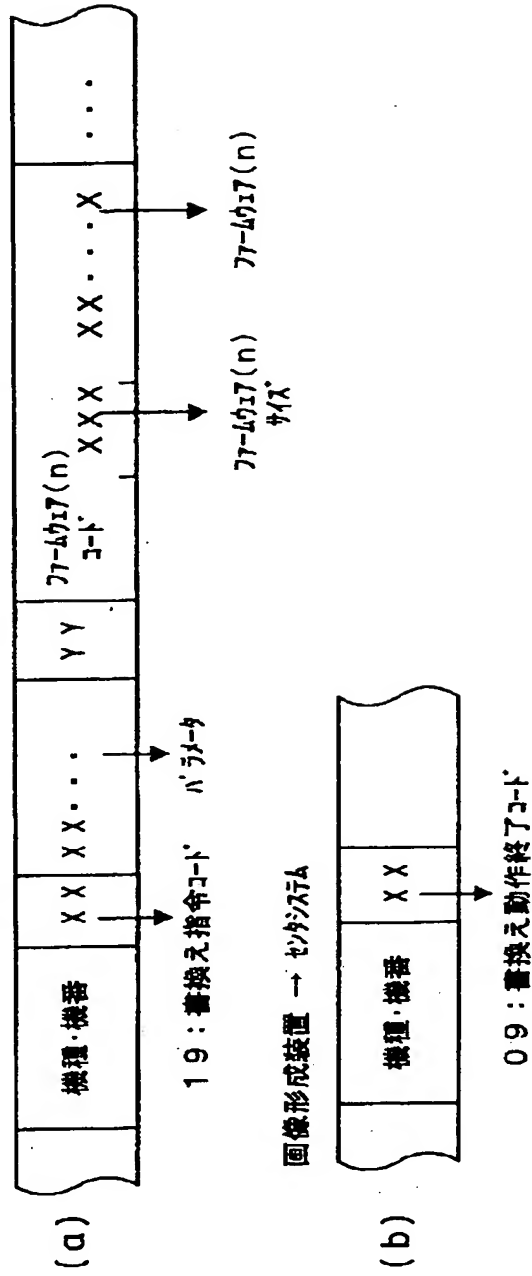 (a)
機種・機番
XX
XX...
YY
ファームウェア(n)
コード
XXX
XX....X
...
19:書換え指令コード
パラメータ
ファームウェア(n)
サイズ
ファームウェア(n)
画像形成装置 → センタシステム
(b)
機種・機番
XX
09:書換え動作終了コード